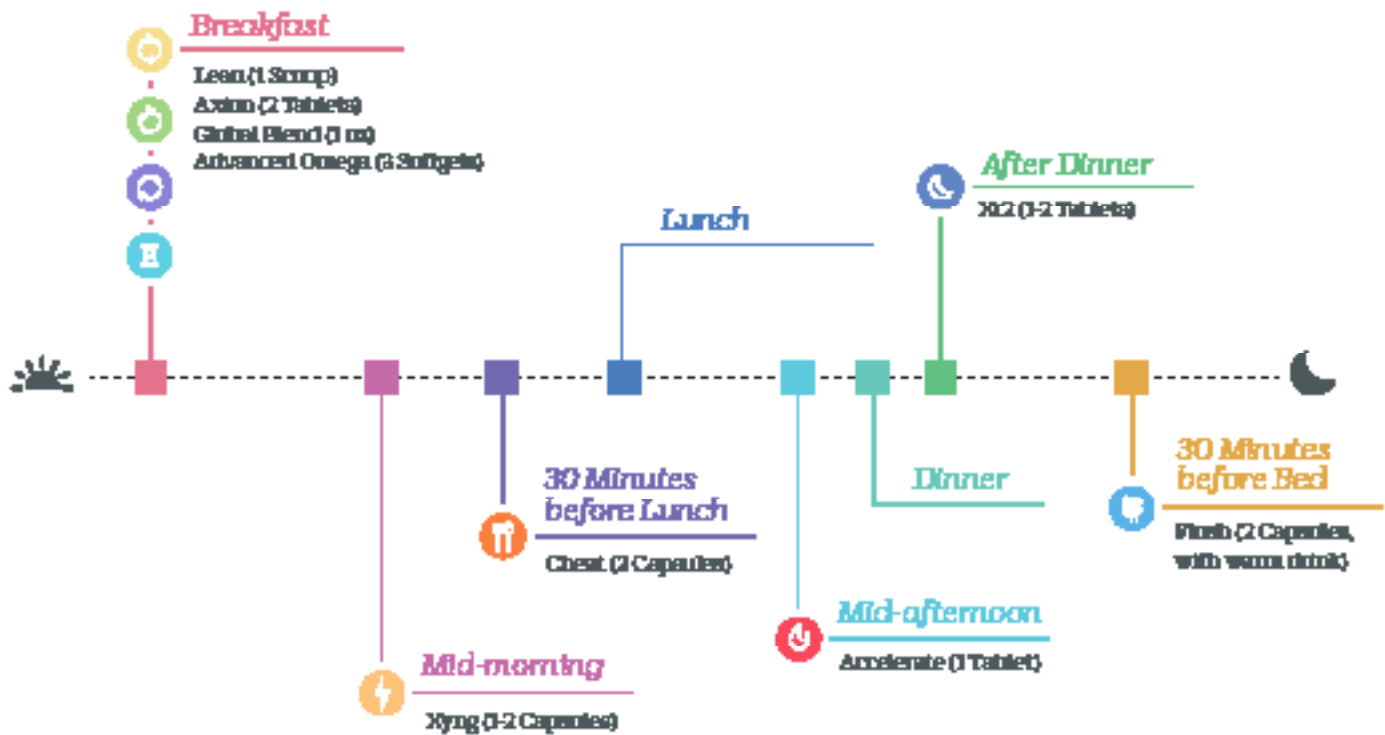 Breakfast
Lean (1 Scoop)
Axion (2 Tablets)
Global Blend (1 oz)
Advanced Omega (3 Softgels)
After Dinner
(1-2 Tablets)
Lunch
30 Minutes
before Lunch
Cheat (2 Capsules)
Dinner
30 Minutes
before Bed
Flush (2 Capsules,
with warm drink)
Mid-afternoon
Accelerate (1 Tablet)
Mid-morning
Xyng (1-2 Capsules)